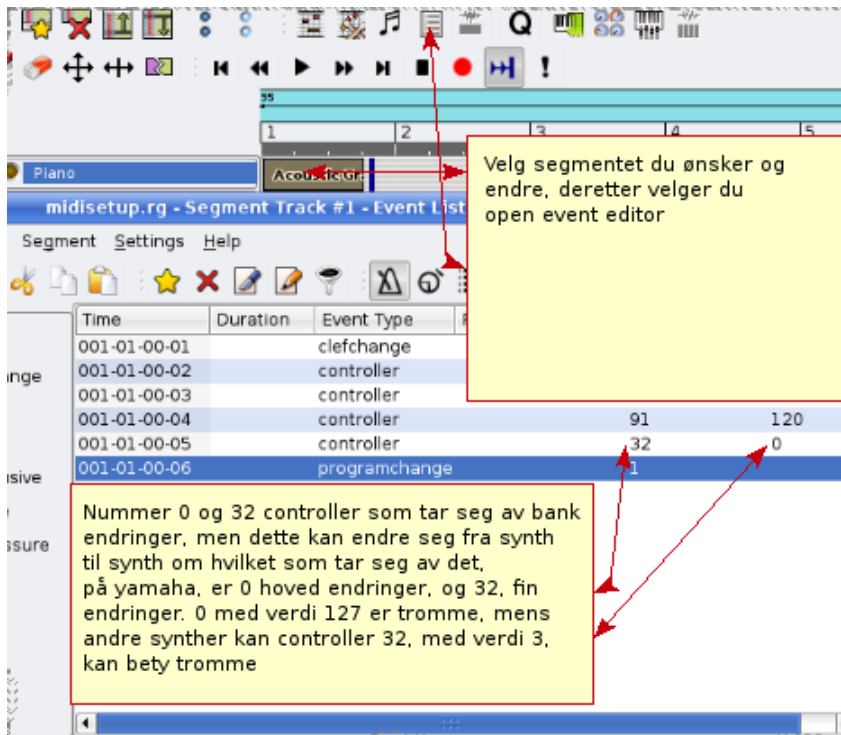 Q
!
35
1 2 3 4 5
Piano
Acoustic Gr
Velg segmentet du ønsker og
endre, deretter velger du
open event editor
midisetup.rg - Segment Track #1 - Event List
Segment Settings Help
Time Duration Event Type
001-01-00-01 clefchange
001-01-00-02 controller
001-01-00-03 controller
001-01-00-04 controller 91 120
001-01-00-05 controller 32 0
001-01-00-06 programchange 1
Nummer 0 og 32 controller som tar seg av bank
endringer, men dette kan endre seg fra synth
til synth om hvilket som tar seg av det,
på yamaha, er 0 hoved endringer, og 32, fin
endringer. 0 med verdi 127 er tromme, mens
andre synther kan controller 32, med verdi 3,
kan bety tromme